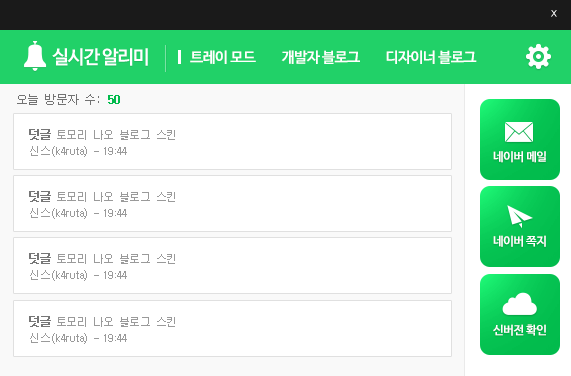 x
실시간 알리미
트레이 모드
개발자 블로그
디자이너 블로그
오늘 방문자 수: 50
덧글 토모리 나오 블로그 스킨
신스(k4ruta) - 19:44
덧글 토모리 나오 블로그 스킨
신스(k4ruta) - 19:44
덧글 토모리 나오 블로그 스킨
신스(k4ruta) - 19:44
덧글 토모리 나오 블로그 스킨
신스(k4ruta) - 19:44
네이버 메일
네이버 쪽지
신버전 확인